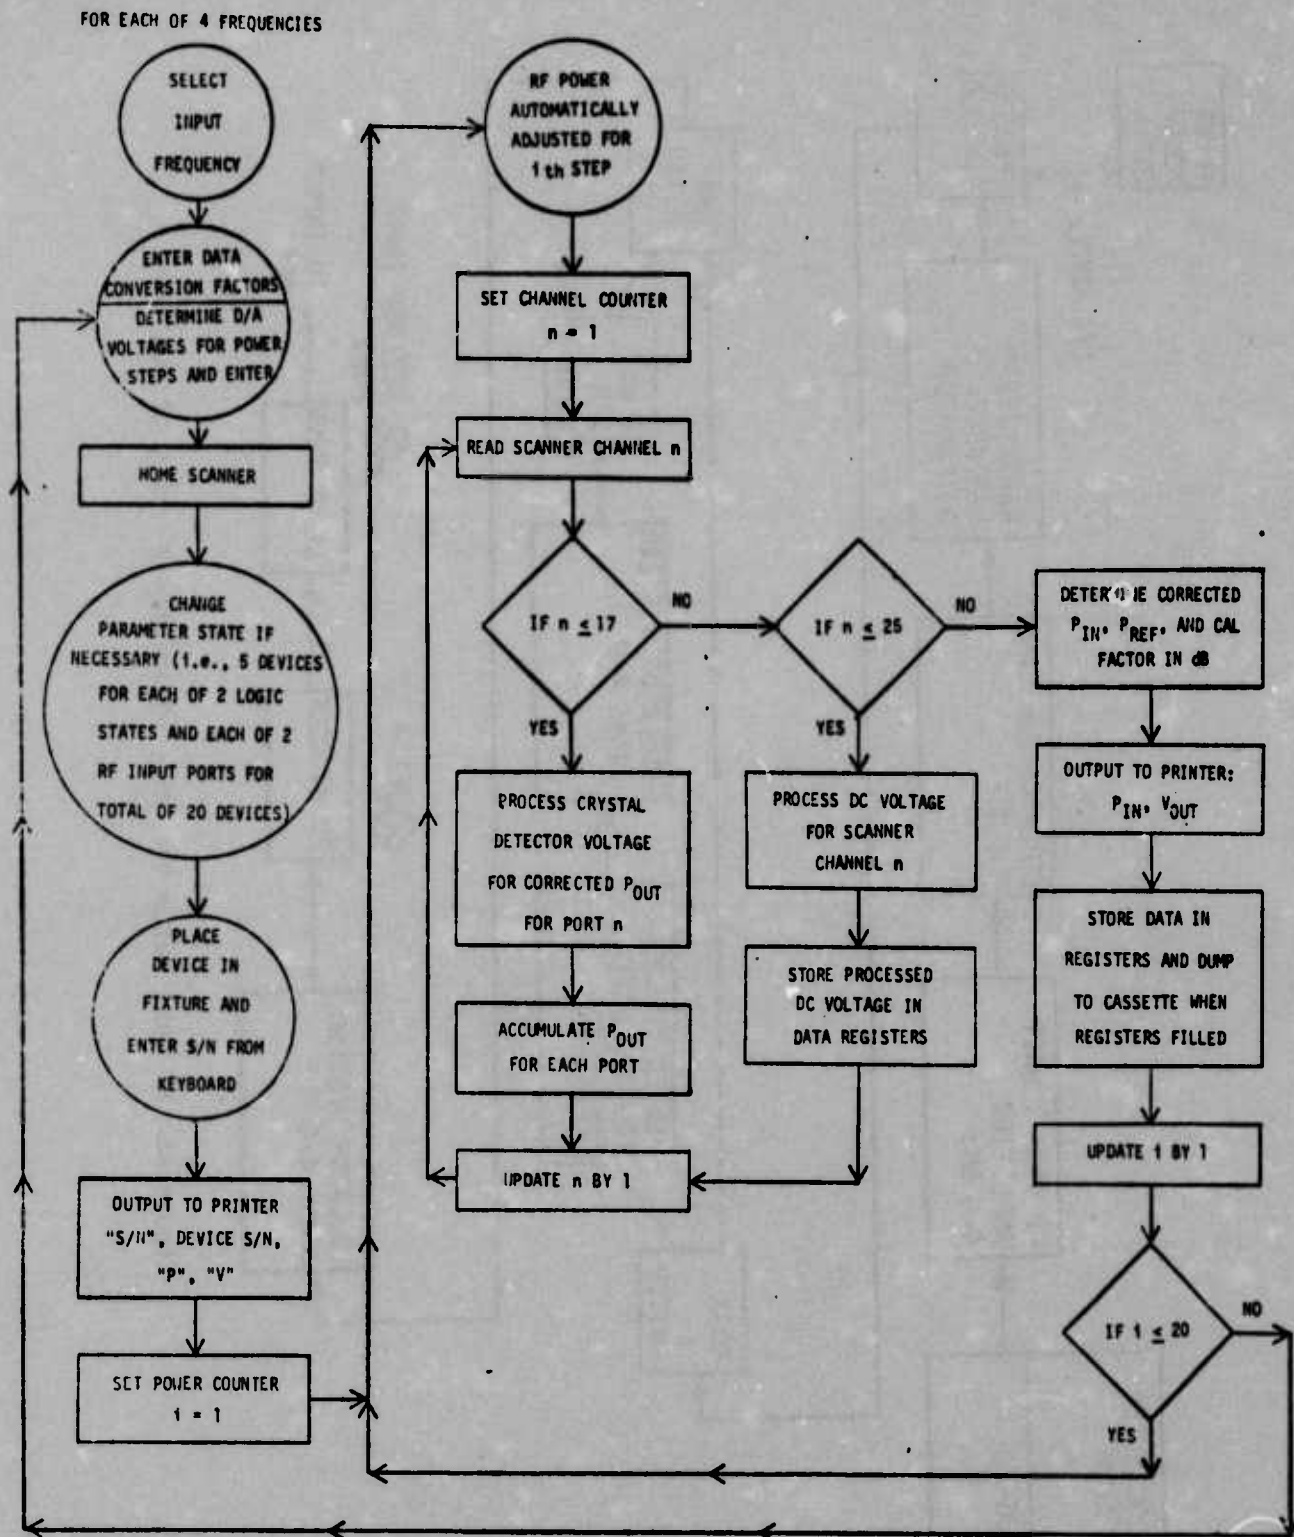 FOR EACH OF 4 FREQUENCIES
SELECT
INPUT
FREQUENCY
ENTER DATA
CONVERSION FACTORS
DETERMINE D/A
VOLTAGES FOR POWER
STEPS AND ENTER
HOME SCANNER
CHANGE
PARAMETER STATE IF
NECESSARY (i.e., 5 DEVICES
FOR EACH OF 2 LOGIC
STATES AND EACH OF 2
RF INPUT PORTS FOR
TOTAL OF 20 DEVICES)
PLACE
DEVICE IN
FIXTURE AND
ENTER S/N FROM
KEYBOARD
OUTPUT TO PRINTER
"S/N", DEVICE S/N,
"P", "V"
SET POWER COUNTER
i = 1
RF POWER
AUTOMATICALLY
ADJUSTED FOR
i th STEP
SET CHANNEL COUNTER
n = 1
READ SCANNER CHANNEL n
IF n ≤ 17
NO
YES
PROCESS CRYSTAL
DETECTOR VOLTAGE
FOR CORRECTED P_OUT
FOR PORT n
ACCUMULATE P_OUT
FOR EACH PORT
UPDATE n BY 1
IF n ≤ 25
NO
YES
PROCESS DC VOLTAGE
FOR SCANNER
CHANNEL n
STORE PROCESSED
DC VOLTAGE IN
DATA REGISTERS
DETERMINE CORRECTED
P_IN, P_REF, AND CAL
FACTOR IN dB
OUTPUT TO PRINTER:
P_IN, V_OUT
STORE DATA IN
REGISTERS AND DUMP
TO CASSETTE WHEN
REGISTERS FILLED
UPDATE i BY 1
IF i ≤ 20
NO
YES